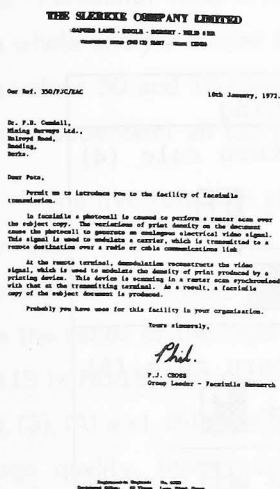 THE SLEREXE COMPANY LIMITED
SAPORS LANE - BOOLE - DORSET - BH25 8ER
Our Ref. 350/PJC/EAC
18th January, 1972.
Dr. P.N. Cundall,
Mining Surveys Ltd.,
Holroyd Road,
Reading,
Berks.
Dear Pete,
Permit me to introduce you to the facility of facsimile
transmission.
In facsimile a photocell is caused to perform a raster scan over
the subject copy. The variations of print density on the document
cause the photocell to generate an analogous electrical video signal.
This signal is used to modulate a carrier, which is transmitted to a
remote destination over a radio or cable communications link.
At the remote terminal, demodulation reconstructs the video
signal, which is used to modulate the density of print produced by a
printing device. This device is scanning in a raster scan synchronised
with that at the transmitting terminal. As a result, a facsimile
copy of the subject document is produced.
Probably you have uses for this facility in your organisation.
Yours sincerely,
Phil.
P.J. CROSS
Group Leader - Facsimile Research